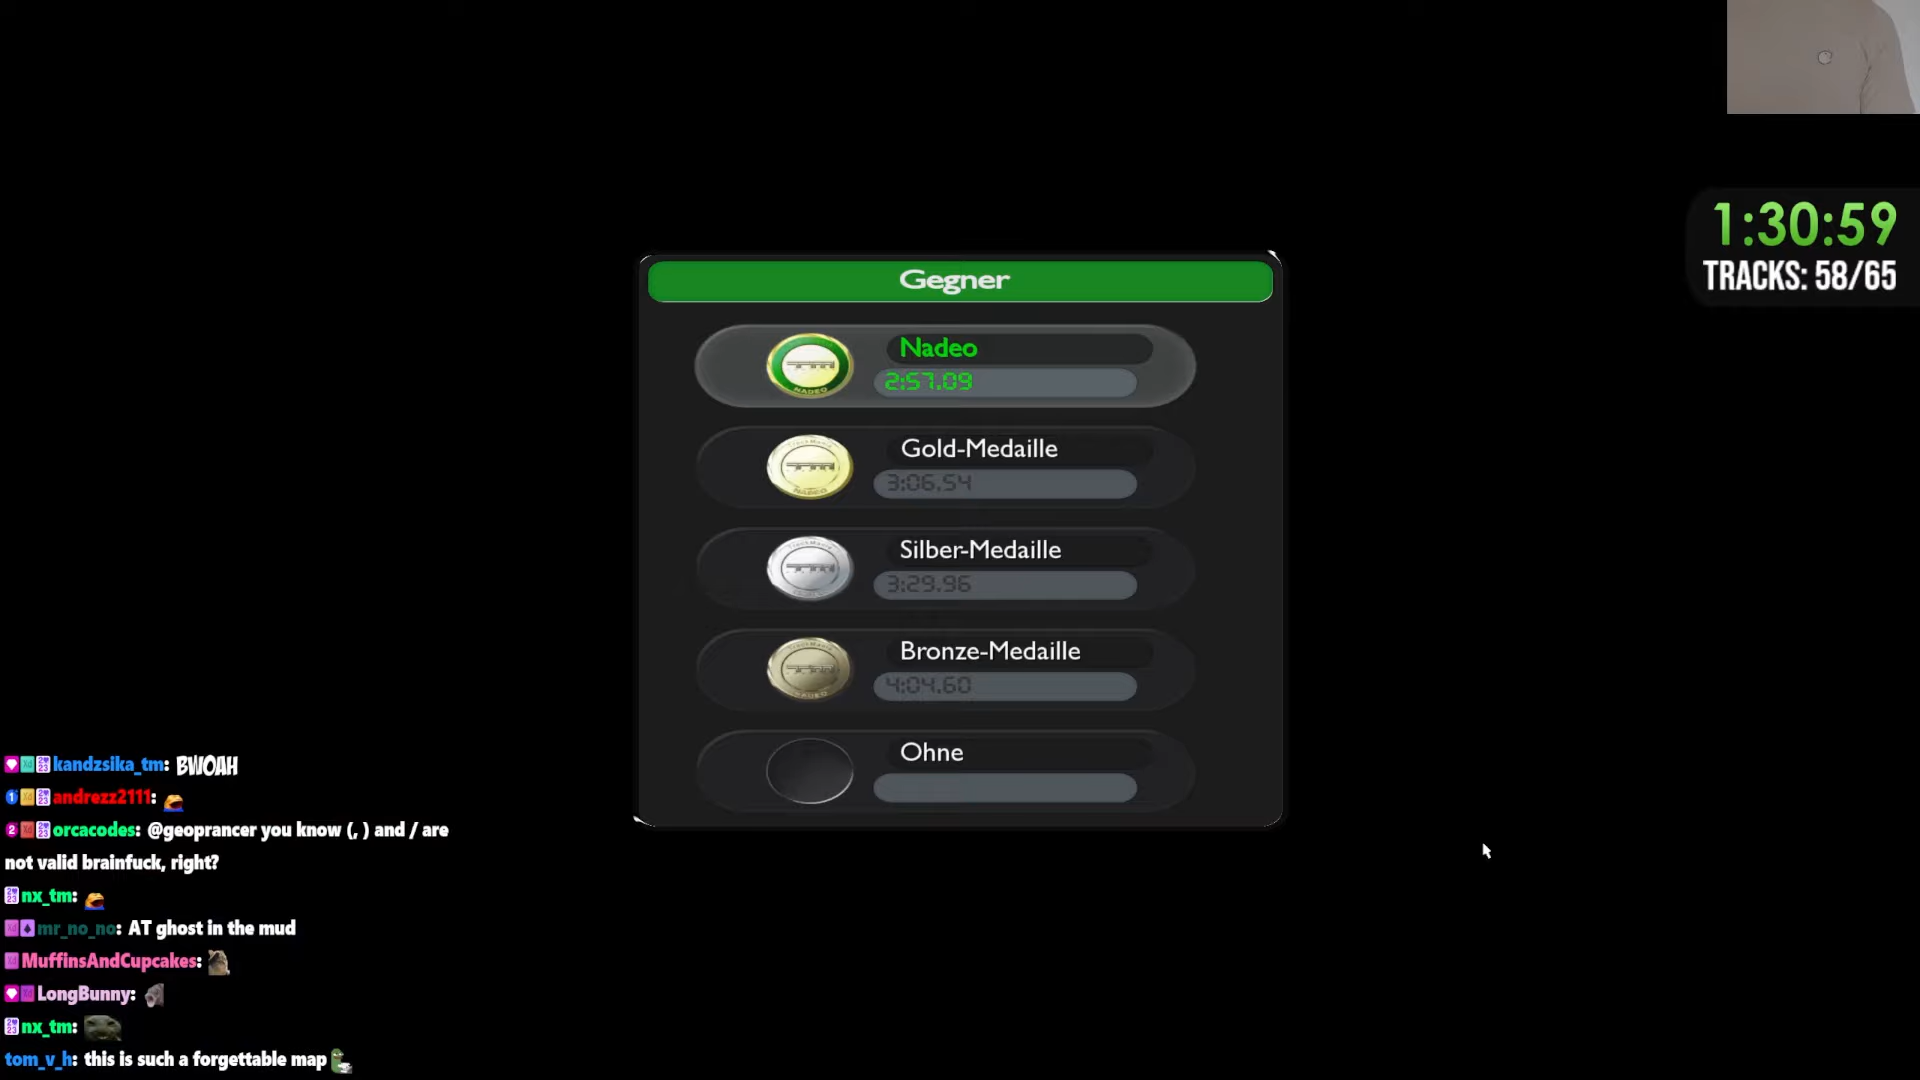 1:30:59
TRACKS: 58/65
Gegner
Nadeo
2:57.09
NADEO
Gold-Medaille
3:06.54
Silber-Medaille
3:29.96
Bronze-Medaille
4:04.60
Ohne
kandzsika_tm: BWOAH
andrezz2111:
orcacodes: @geoprancer you know (, ) and / are
not valid brainfuck, right?
nx_tm:
mr_no_no: AT ghost in the mud
MuffinsAndCupcakes:
LongBunny:
nx_tm:
tom_v_h: this is such a forgettable map